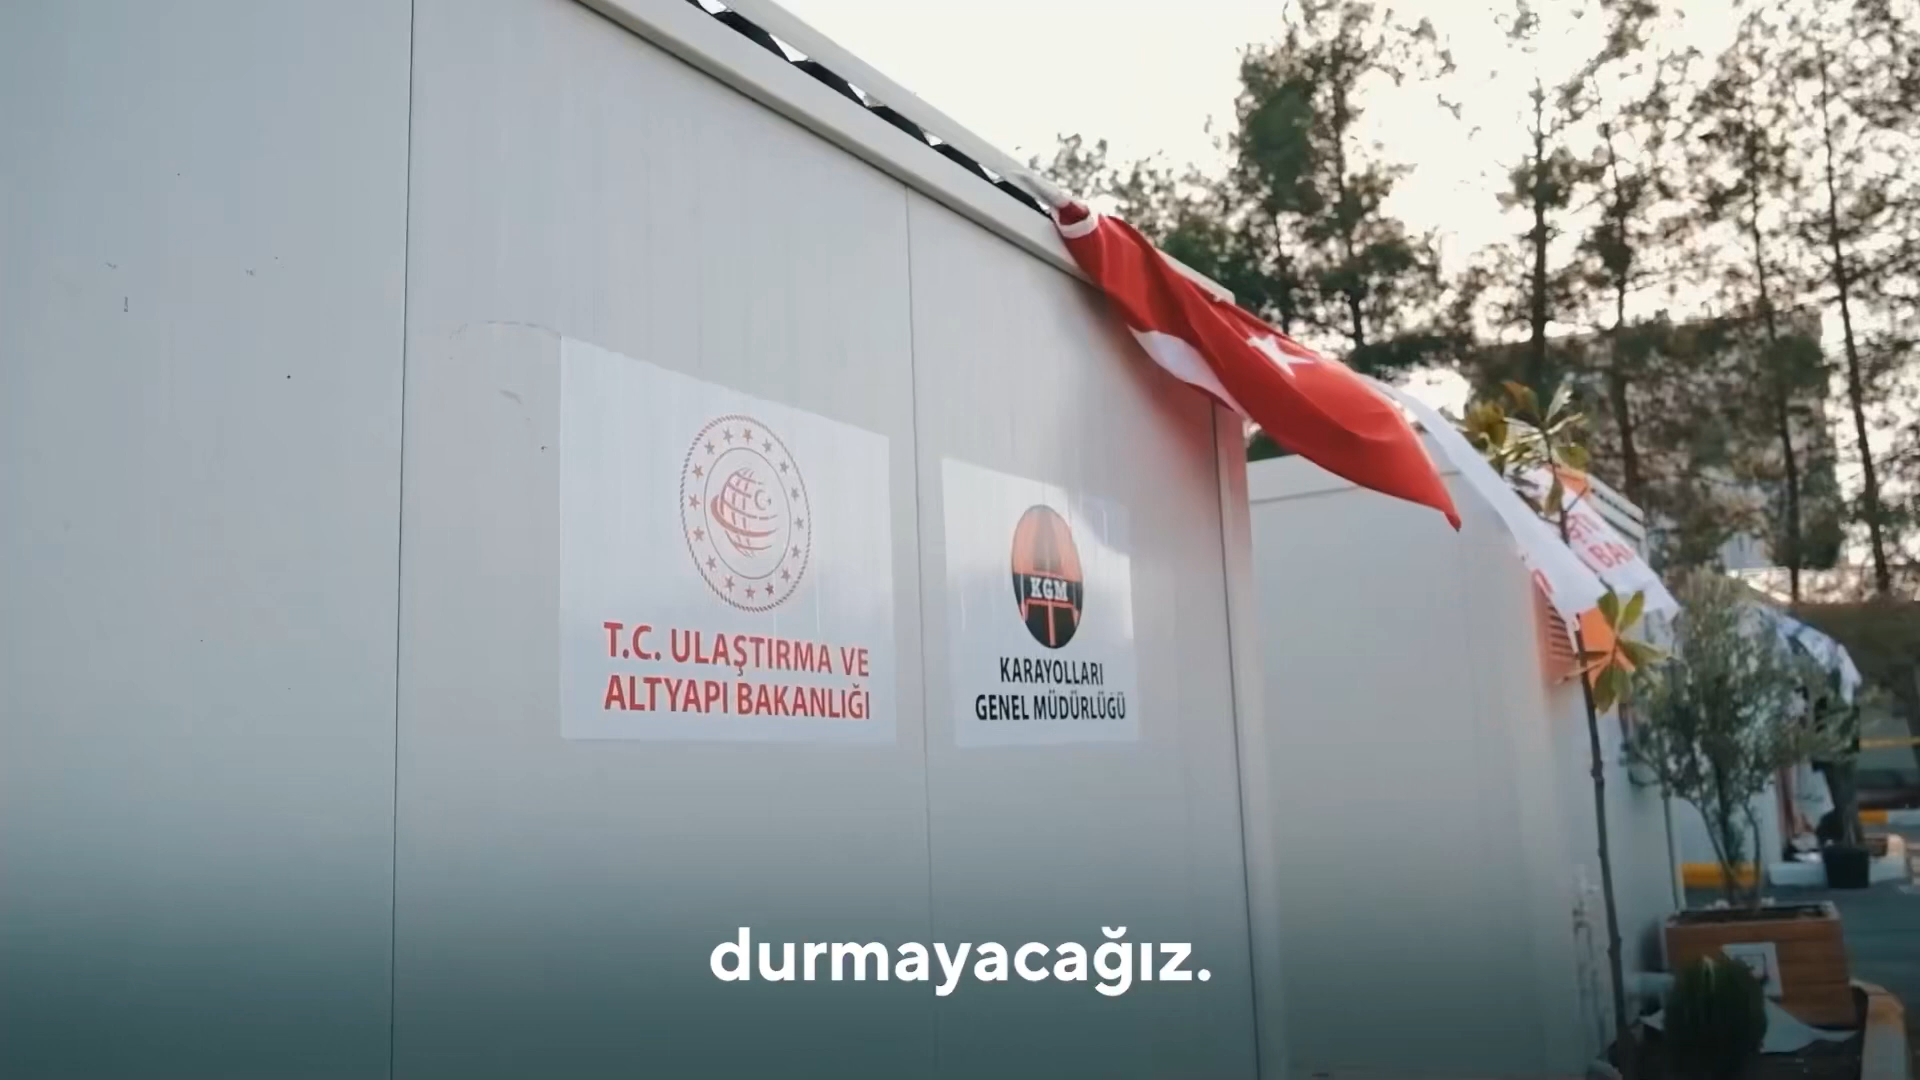 T.C. ULAŞTIRMA VE
ALTYAPI BAKANLIĞI
KGM
KARAYOLLARI
GENEL MÜDÜRLÜĞÜ
durmayacağız.